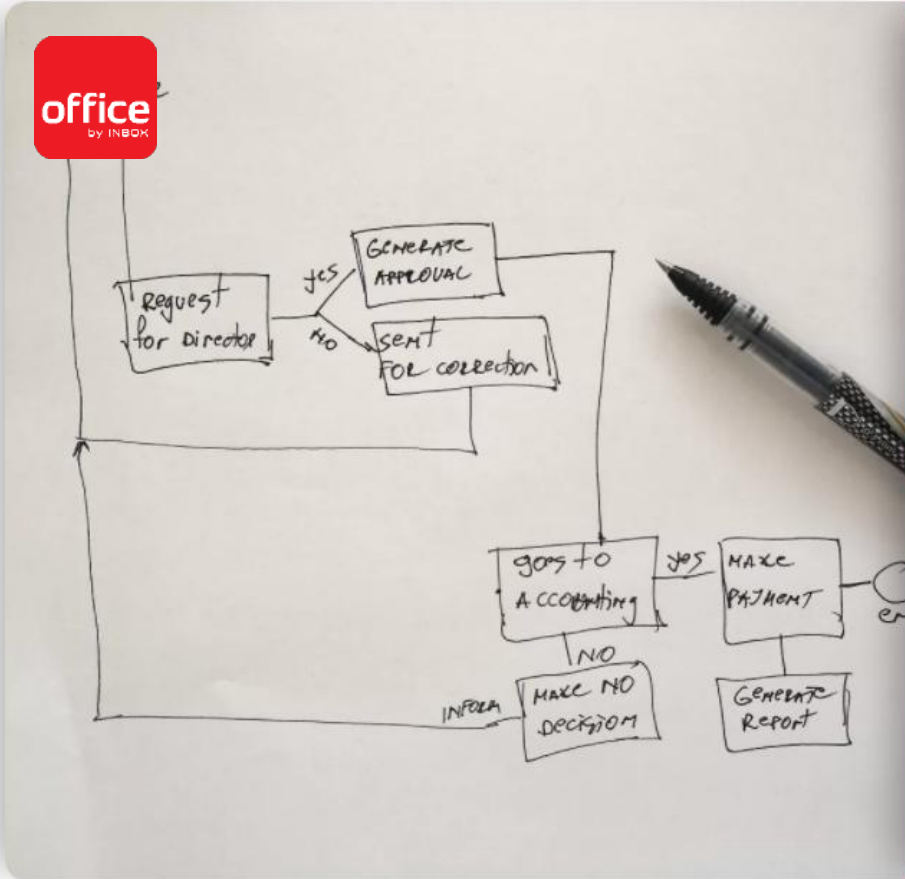 office
by INBOX
Request
for Director
yes
NO
GENERATE
APPROVAL
SENT
FOR CORRECTION
goes to
ACCOUNTING
yes
NO
MAKE
PAYMENT
GENERATE
REPORT
MAKE NO
DECISION
INFORM